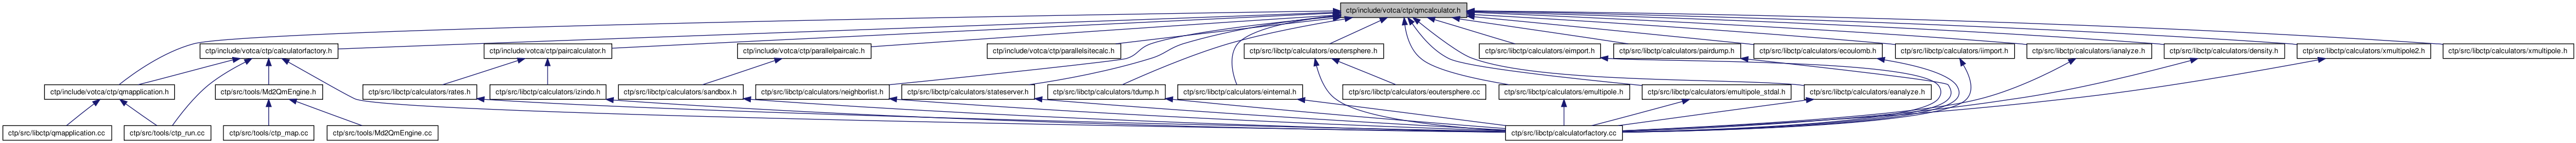 ctp/include/votca/ctp/qmcalculator.h
ctp/include/votca/ctp/calculatorfactory.h
ctp/include/votca/ctp/paircalculator.h
ctp/include/votca/ctp/parallelpaircalc.h
ctp/include/votca/ctp/parallelsitecalc.h
ctp/src/libctp/calculators/eoutersphere.h
ctp/src/libctp/calculators/eimport.h
ctp/src/libctp/calculators/pairdump.h
ctp/src/libctp/calculators/ecoulomb.h
ctp/src/libctp/calculators/iimport.h
ctp/src/libctp/calculators/ianalyze.h
ctp/src/libctp/calculators/density.h
ctp/src/libctp/calculators/xmultipole2.h
ctp/src/libctp/calculators/xmultipole.h
ctp/include/votca/ctp/qmapplication.h
ctp/src/tools/Md2QmEngine.h
ctp/src/libctp/calculators/rates.h
ctp/src/libctp/calculators/izindo.h
ctp/src/libctp/calculators/sandbox.h
ctp/src/libctp/calculators/neighborlist.h
ctp/src/libctp/calculators/stateserver.h
ctp/src/libctp/calculators/tdump.h
ctp/src/libctp/calculators/einternal.h
ctp/src/libctp/calculators/eoutersphere.cc
ctp/src/libctp/calculators/emultipole.h
ctp/src/libctp/calculators/emultipole_stdal.h
ctp/src/libctp/calculators/eanalyze.h
ctp/src/libctp/qmapplication.cc
ctp/src/tools/ctp_run.cc
ctp/src/tools/ctp_map.cc
ctp/src/tools/Md2QmEngine.cc
ctp/src/libctp/calculatorfactory.cc